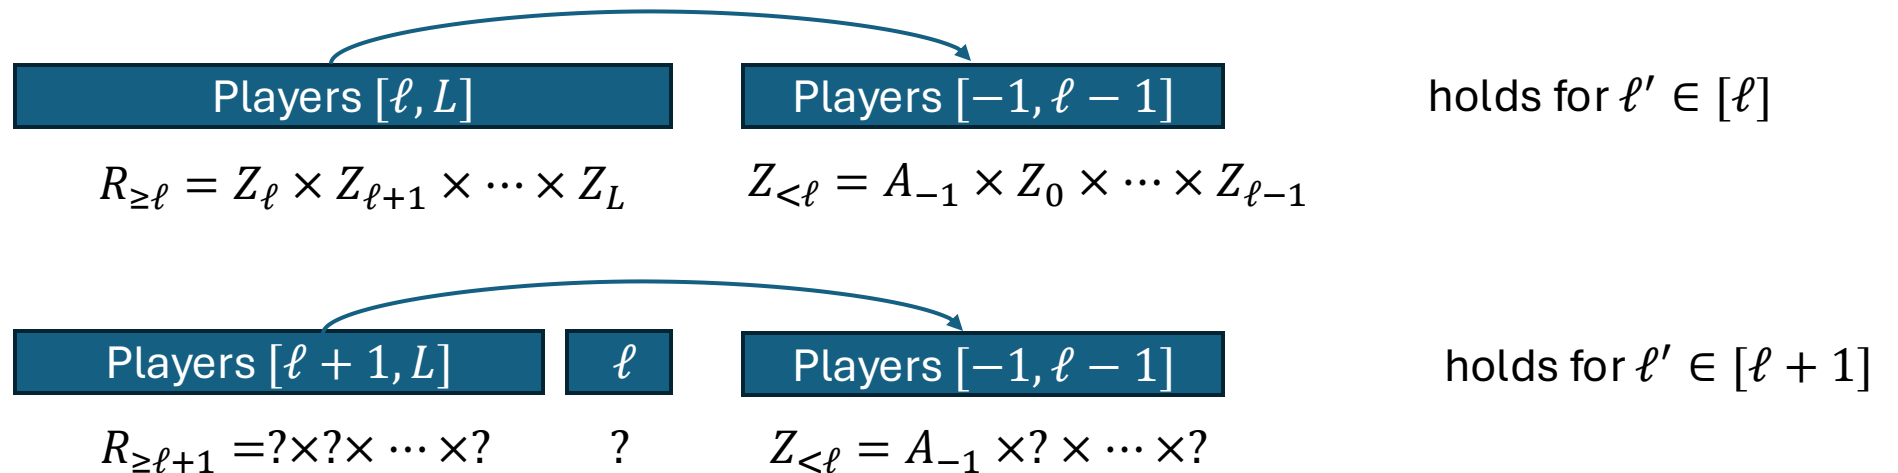 Players [ℓ, L] Players [−1, ℓ − 1] holds for ℓ′ ∈ [ℓ]
R≥ℓ = Zℓ × Zℓ+1 × ⋯ × ZL Z<ℓ = A−1 × Z0 × ⋯ × Zℓ−1
Players [ℓ + 1, L] ℓ Players [−1, ℓ − 1] holds for ℓ′ ∈ [ℓ + 1]
R≥ℓ+1 =?×?× ⋯ ×? ? Z<ℓ = A−1 ×? × ⋯ ×?